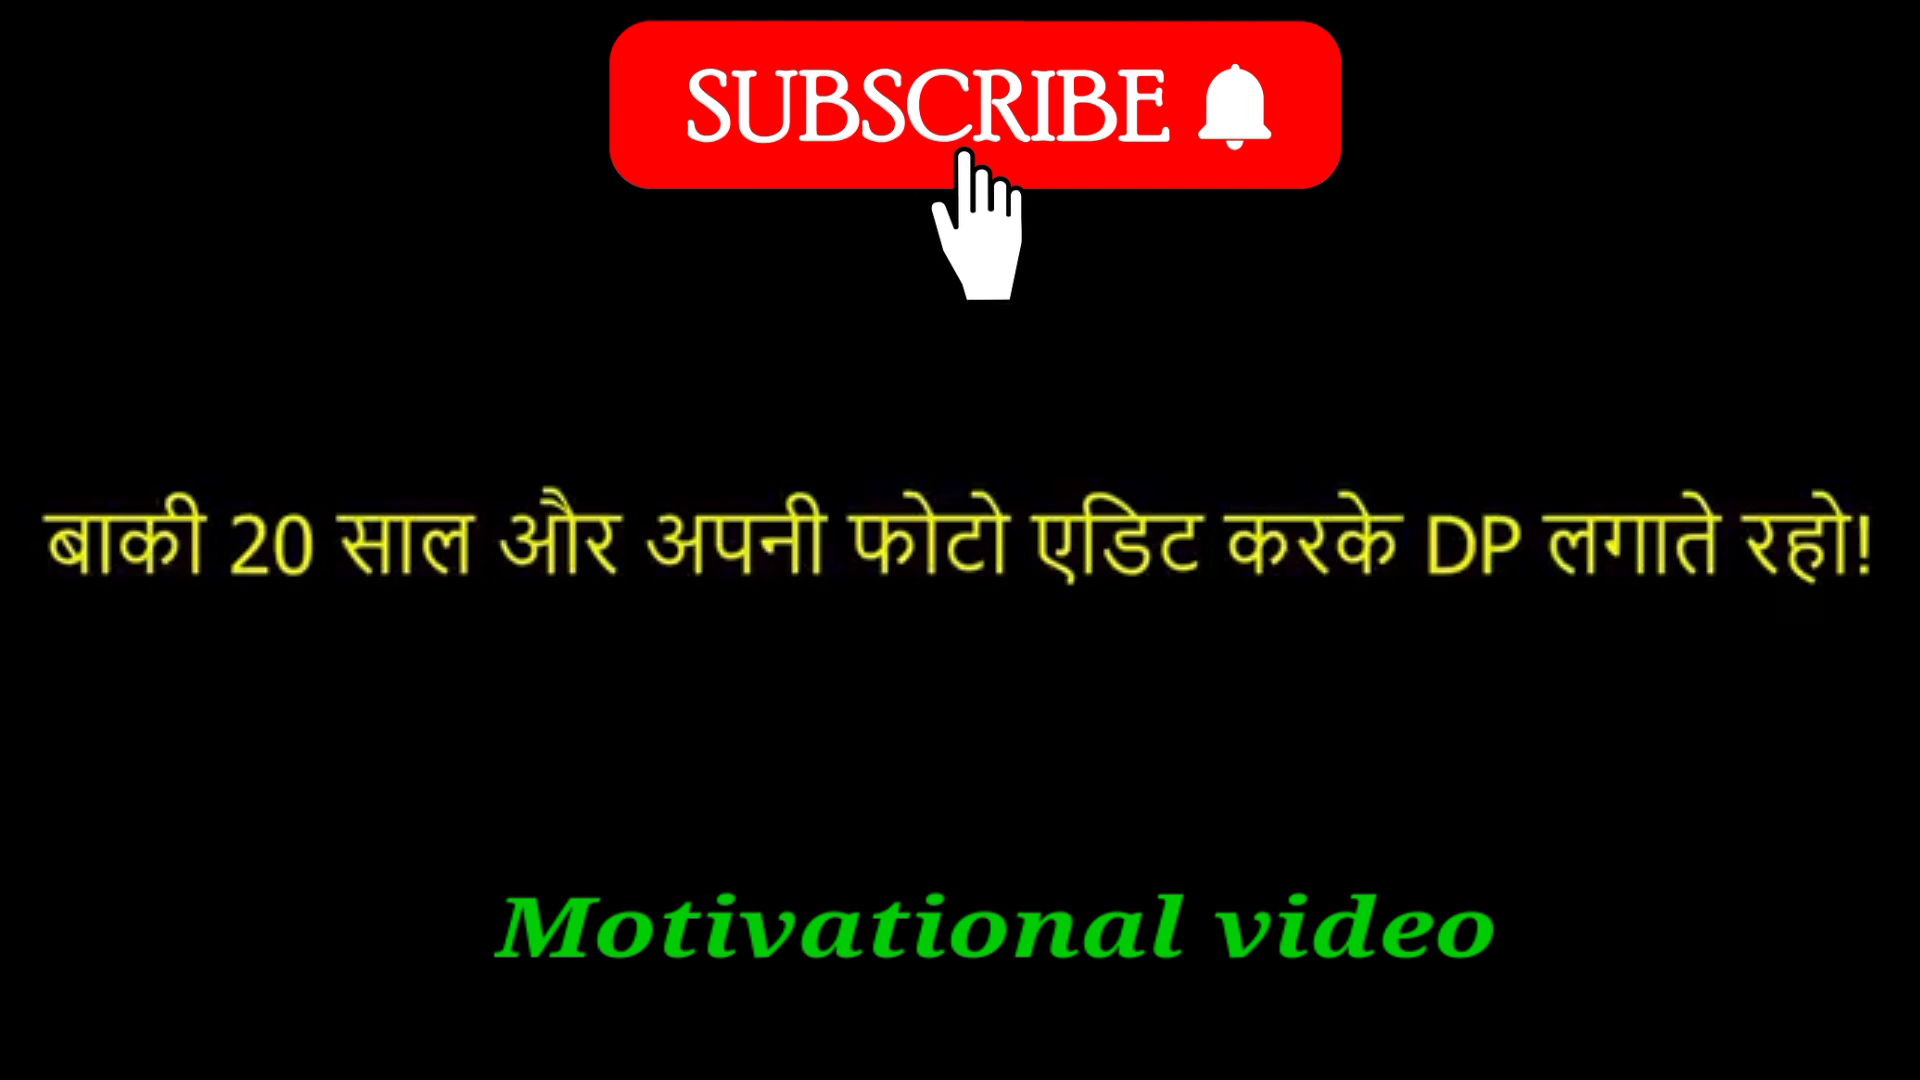 SUBSCRIBE
बाकी 20 साल और अपनी फोटो एडिट करके DP लगाते रहो!
Motivational video